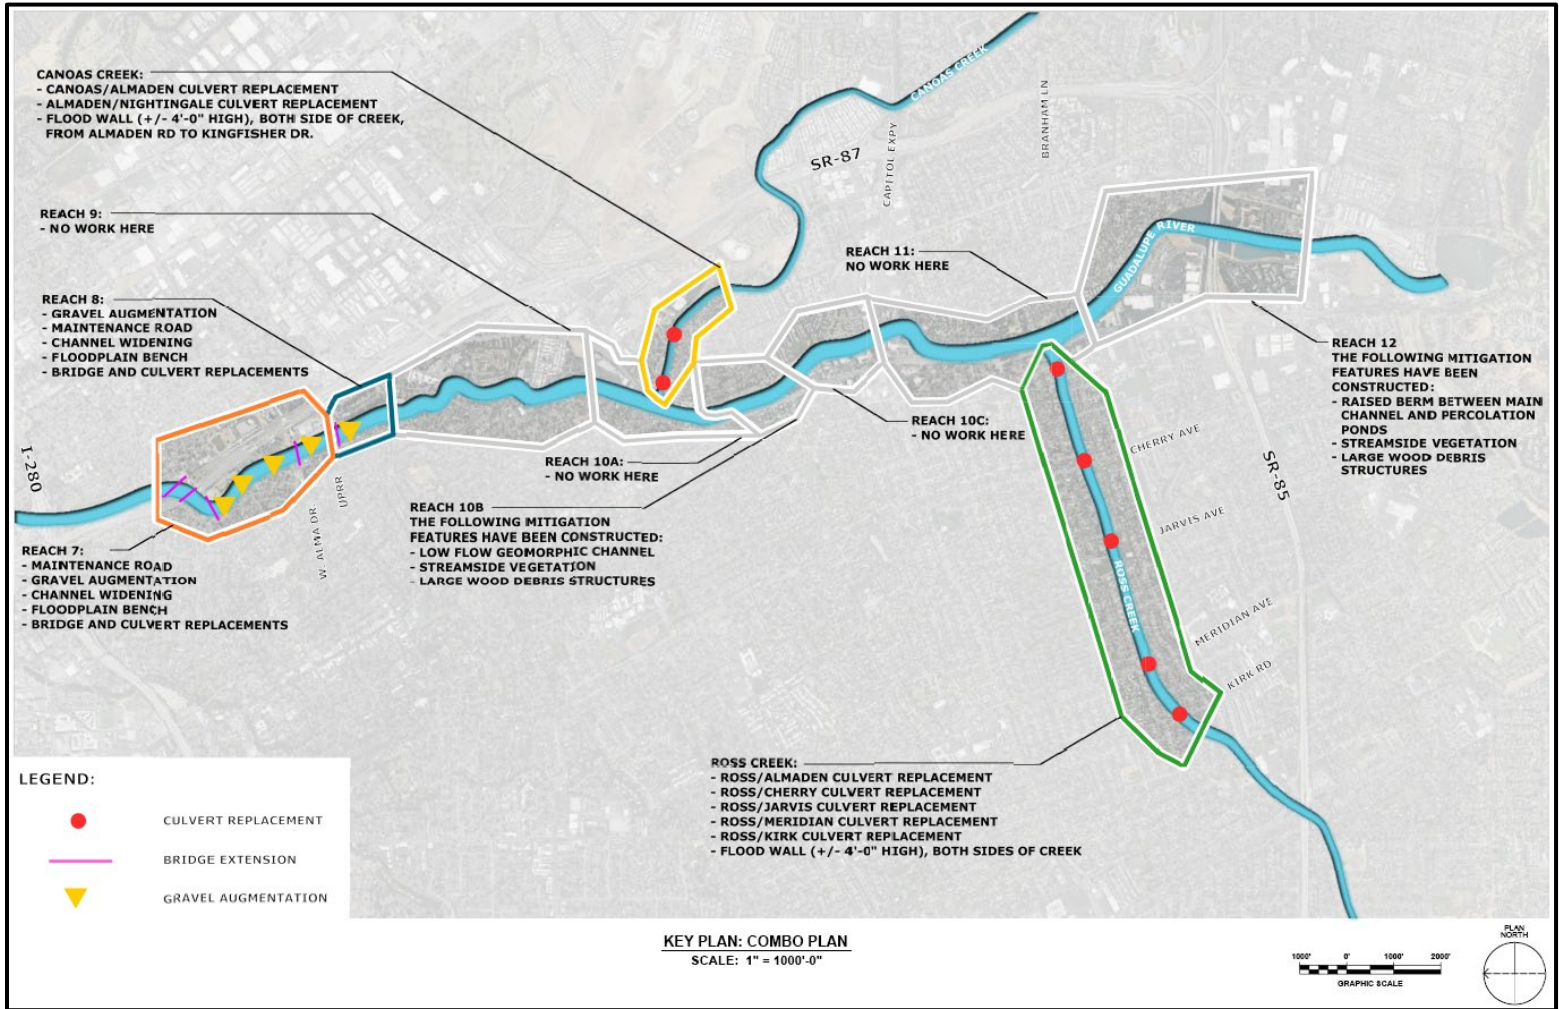 CANOAS CREEK:
- CANOAS/ALMADEN CULVERT REPLACEMENT
- ALMADEN/NIGHTINGALE CULVERT REPLACEMENT
- FLOOD WALL (+/- 4'-0" HIGH), BOTH SIDE OF CREEK,
FROM ALMADEN RD TO KINGFISHER DR.
REACH 9:
- NO WORK HERE
REACH 8:
- GRAVEL AUGMENTATION
- MAINTENANCE ROAD
- CHANNEL WIDENING
- FLOODPLAIN BENCH
- BRIDGE AND CULVERT REPLACEMENTS
I-280
REACH 7:
- MAINTENANCE ROAD
- GRAVEL AUGMENTATION
- CHANNEL WIDENING
- FLOODPLAIN BENCH
- BRIDGE AND CULVERT REPLACEMENTS
W. ALMA DR
UPRR
CANOAS CREEK
SR-87
CAPITOL EXPY
BRANHAM LN
GUADALUPE RIVER
REACH 11:
NO WORK HERE
REACH 10A:
- NO WORK HERE
REACH 10B
THE FOLLOWING MITIGATION
FEATURES HAVE BEEN CONSTRUCTED:
- LOW FLOW GEOMORPHIC CHANNEL
- STREAMSIDE VEGETATION
- LARGE WOOD DEBRIS STRUCTURES
REACH 10C:
- NO WORK HERE
REACH 12
THE FOLLOWING MITIGATION
FEATURES HAVE BEEN
CONSTRUCTED:
- RAISED BERM BETWEEN MAIN
CHANNEL AND PERCOLATION
PONDS
- STREAMSIDE VEGETATION
- LARGE WOOD DEBRIS
STRUCTURES
CHERRY AVE
SR-85
JARVIS AVE
ROSS CREEK
MERIDIAN AVE
KIRK RD
ROSS CREEK:
- ROSS/ALMADEN CULVERT REPLACEMENT
- ROSS/CHERRY CULVERT REPLACEMENT
- ROSS/JARVIS CULVERT REPLACEMENT
- ROSS/MERIDIAN CULVERT REPLACEMENT
- ROSS/KIRK CULVERT REPLACEMENT
- FLOOD WALL (+/- 4'-0" HIGH), BOTH SIDES OF CREEK
LEGEND:
CULVERT REPLACEMENT
BRIDGE EXTENSION
GRAVEL AUGMENTATION
KEY PLAN: COMBO PLAN
SCALE: 1" = 1000'-0"
1000' 0' 1000' 2000'
GRAPHIC SCALE
PLAN
NORTH